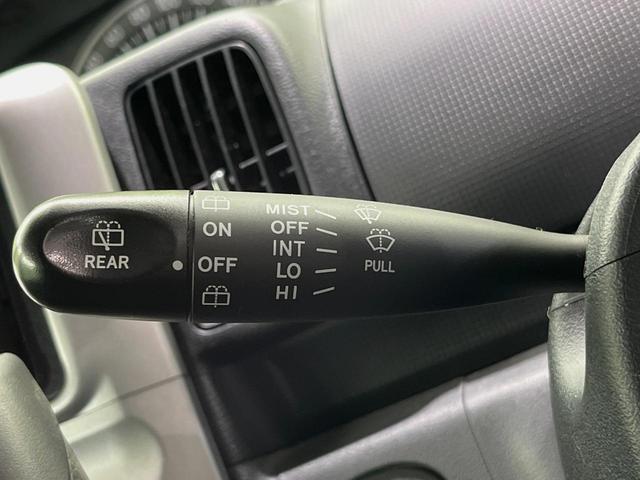 REAR
ON
OFF
MIST
OFF
INT
LO
HI
PULL